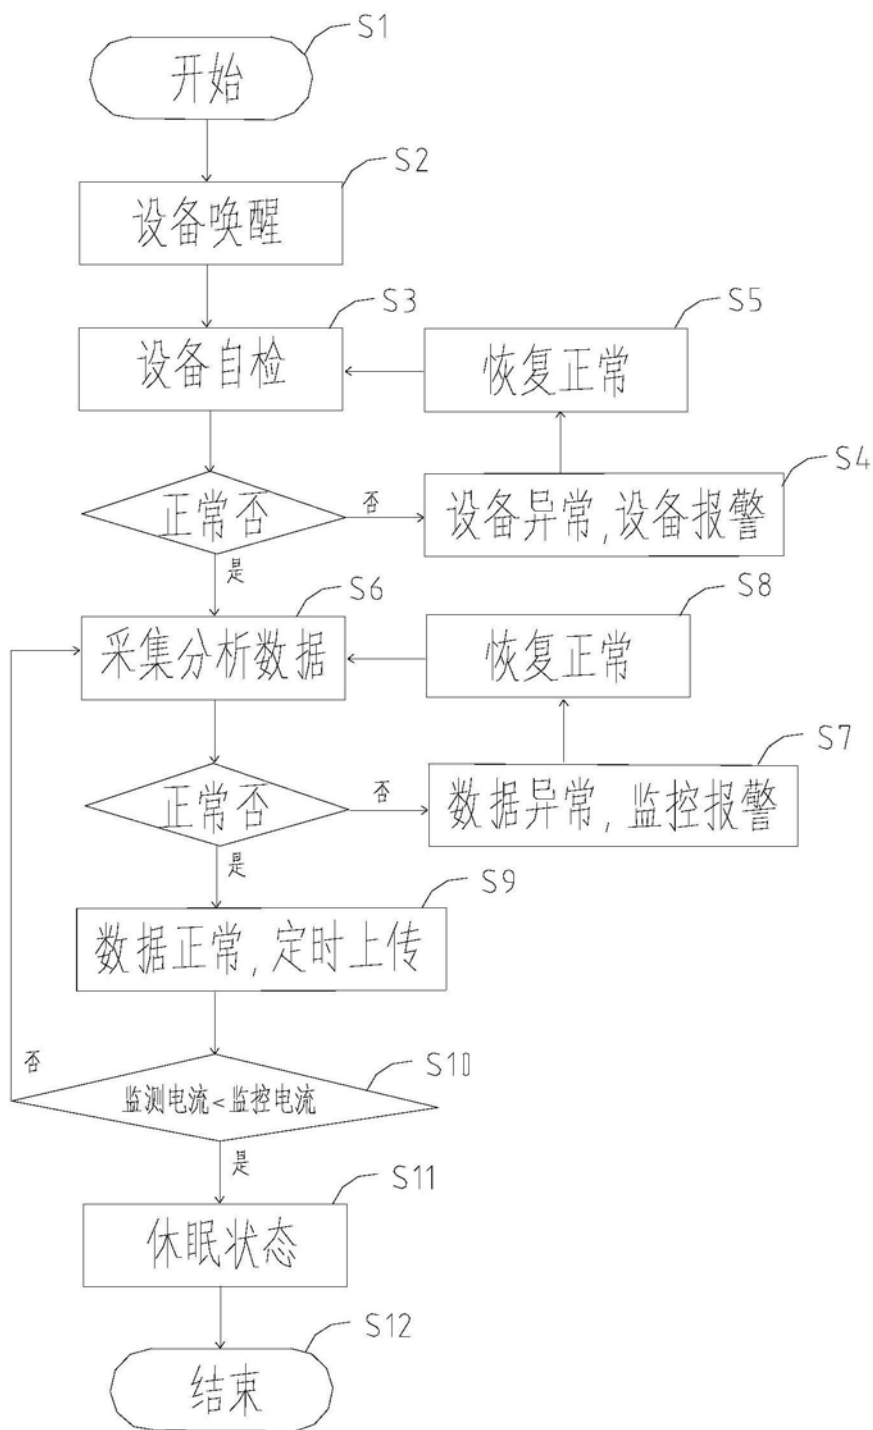 S1
开始
S2
设备唤醒
S3
设备自检
S5
恢复正常
正常否
否
S4
设备异常,设备报警
是
S6
采集分析数据
S8
恢复正常
正常否
否
S7
数据异常,监控报警
是
S9
数据正常,定时上传
否
S10
监测电流<监控电流
是
S11
休眠状态
S12
结束